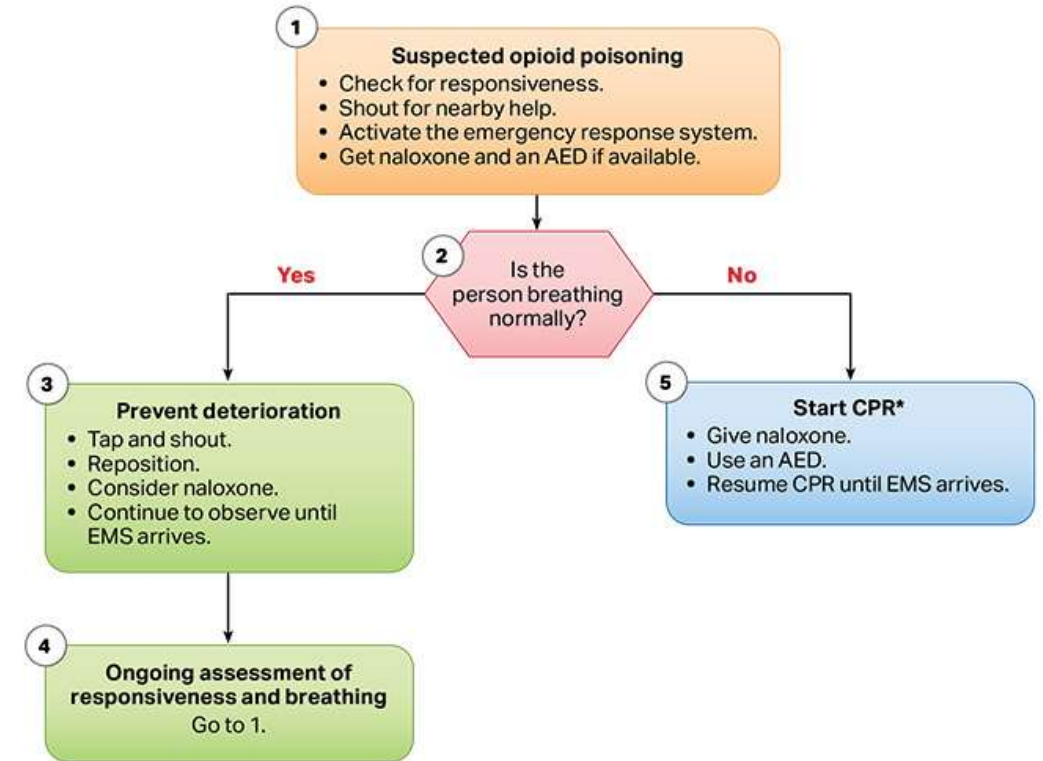 1
Suspected opioid poisoning
• Check for responsiveness.
• Shout for nearby help.
• Activate the emergency response system.
• Get naloxone and an AED if available.
2
Is the
person breathing
normally?
Yes
No
3
Prevent deterioration
• Tap and shout.
• Reposition.
• Consider naloxone.
• Continue to observe until
EMS arrives.
4
Ongoing assessment of
responsiveness and breathing
Go to 1.
5
Start CPR*
• Give naloxone.
• Use an AED.
• Resume CPR until EMS arrives.